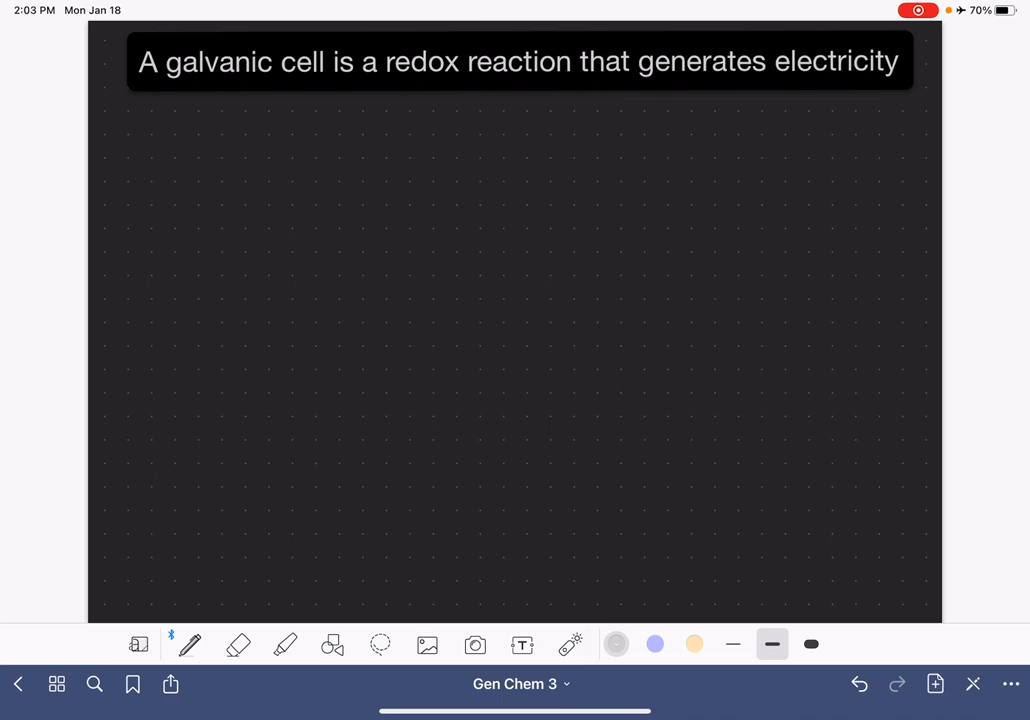 2:03 PM Mon Jan 18
70%
A galvanic cell is a redox reaction that generates electricity
Gen Chem 3